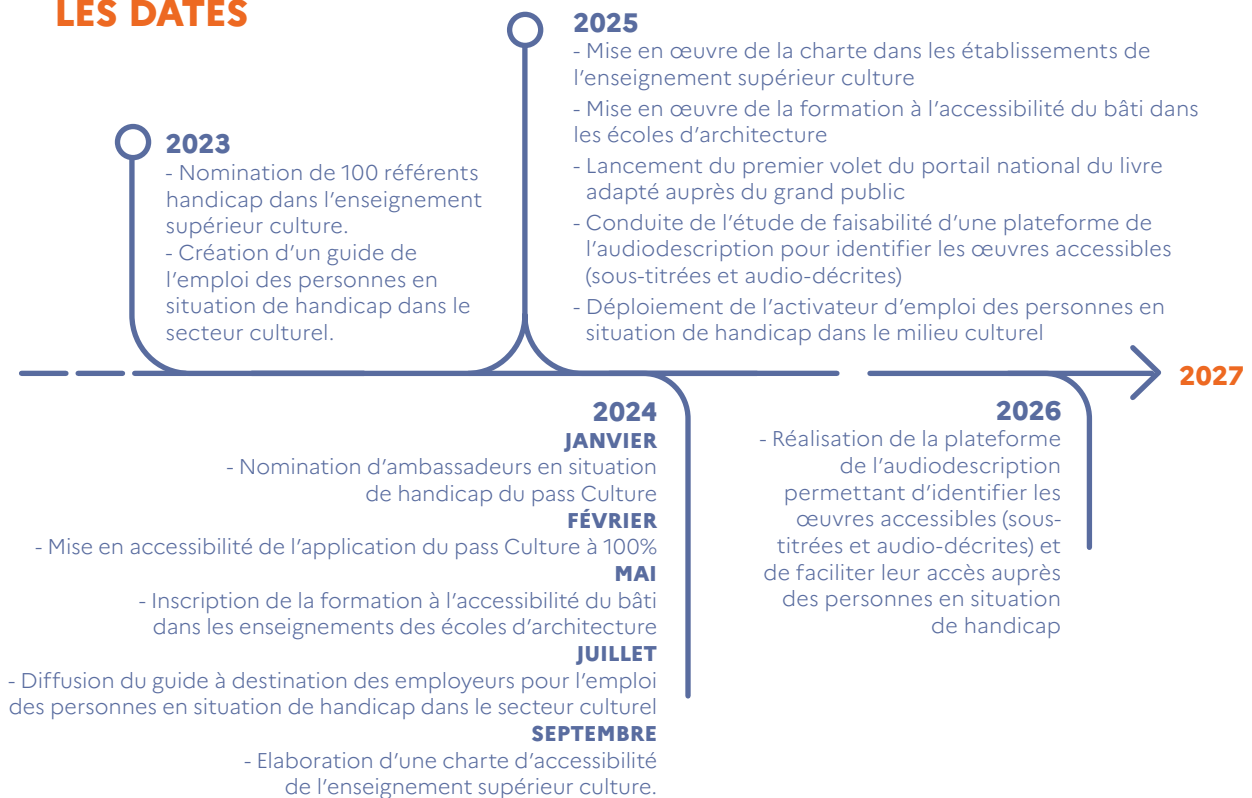 LES DATES
2023
- Nomination de 100 référents
handicap dans l'enseignement
supérieur culture.
- Création d'un guide de
l'emploi des personnes en
situation de handicap dans le
secteur culturel.
2025
- Mise en œuvre de la charte dans les établissements de
l'enseignement supérieur culture
- Mise en œuvre de la formation à l'accessibilité du bâti dans
les écoles d'architecture
- Lancement du premier volet du portail national du livre
adapté auprès du grand public
- Conduite de l'étude de faisabilité d'une plateforme de
l'audiodescription pour identifier les œuvres accessibles
(sous-titrées et audio-décrites)
- Déploiement de l'activateur d'emploi des personnes en
situation de handicap dans le milieu culturel
2027
2024
JANVIER
- Nomination d'ambassadeurs en situation
de handicap du pass Culture
FÉVRIER
- Mise en accessibilité de l'application du pass Culture à 100%
MAI
- Inscription de la formation à l'accessibilité du bâti
dans les enseignements des écoles d'architecture
JUILLET
- Diffusion du guide à destination des employeurs pour l'emploi
des personnes en situation de handicap dans le secteur culturel
SEPTEMBRE
- Elaboration d'une charte d'accessibilité
de l'enseignement supérieur culture.
2026
- Réalisation de la plateforme
de l'audiodescription
permettant d'identifier les
œuvres accessibles (sous-
titrées et audio-décrites) et
de faciliter leur accès auprès
des personnes en situation
de handicap